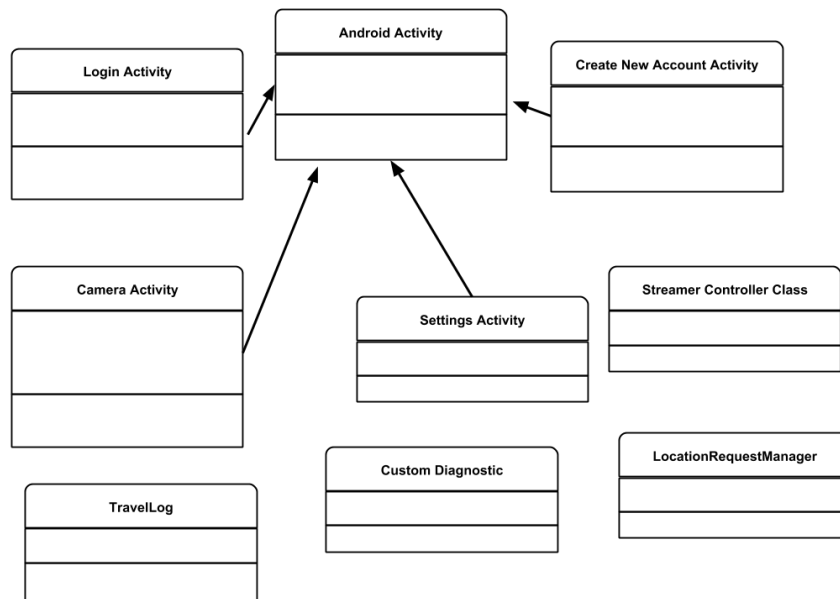 Android Activity
Login Activity
Create New Account Activity
Camera Activity
Streamer Controller Class
Settings Activity
LocationRequestManager
Custom Diagnostic
TravelLog